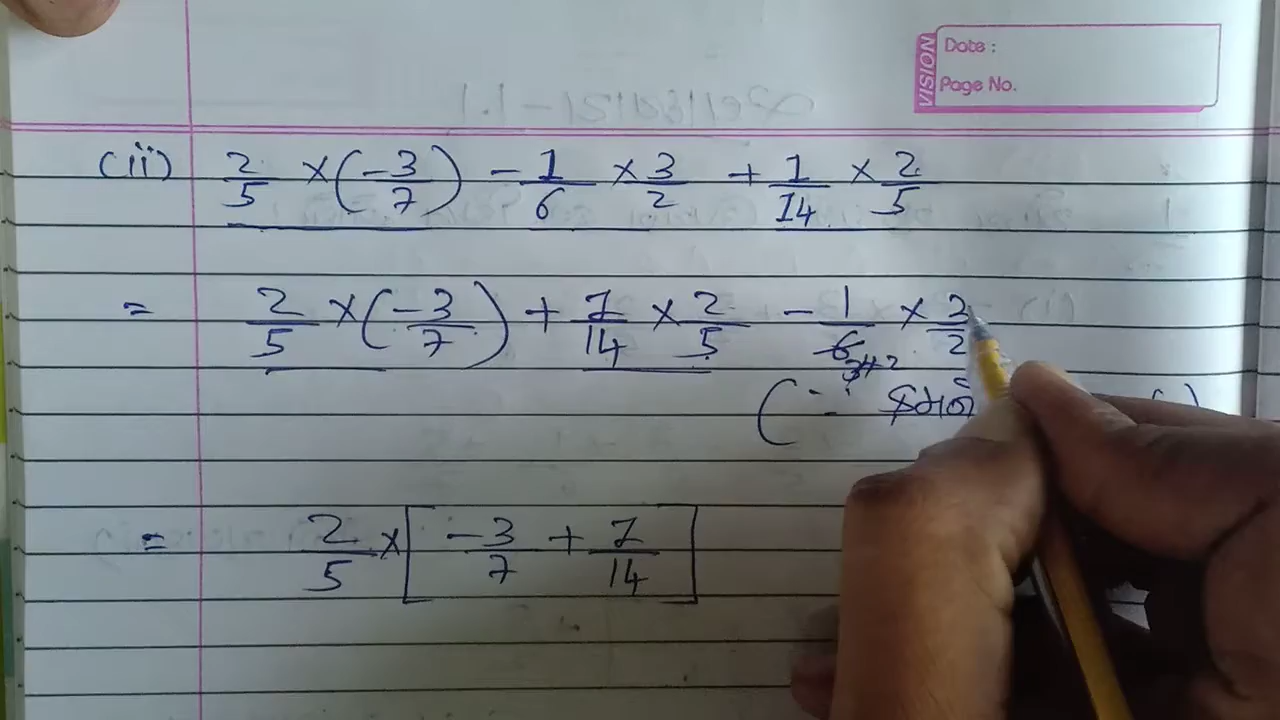 VISION Date :
Page No.
(ii) 2/5 × (-3/7) - 1/6 × 3/2 + 1/14 × 2/5
= 2/5 × (-3/7) + 1/14 × 2/5 - 1/6 × 3/2
(∵
= 2/5 × [-3/7 + 1/14]